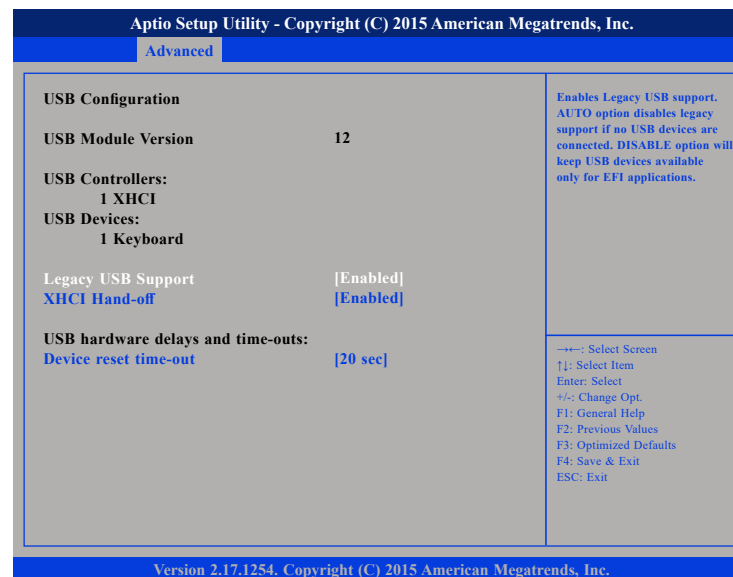 Aptio Setup Utility - Copyright (C) 2015 American Megatrends, Inc.
Advanced
USB Configuration
USB Module Version 12
USB Controllers:
1 XHCI
USB Devices:
1 Keyboard
Legacy USB Support [Enabled]
XHCI Hand-off [Enabled]
USB hardware delays and time-outs:
Device reset time-out [20 sec]
Enables Legacy USB support.
AUTO option disables legacy
support if no USB devices are
connected. DISABLE option will
keep USB devices available
only for EFI applications.
→←: Select Screen
↑↓: Select Item
Enter: Select
+/-: Change Opt.
F1: General Help
F2: Previous Values
F3: Optimized Defaults
F4: Save & Exit
ESC: Exit
Version 2.17.1254. Copyright (C) 2015 American Megatrends, Inc.